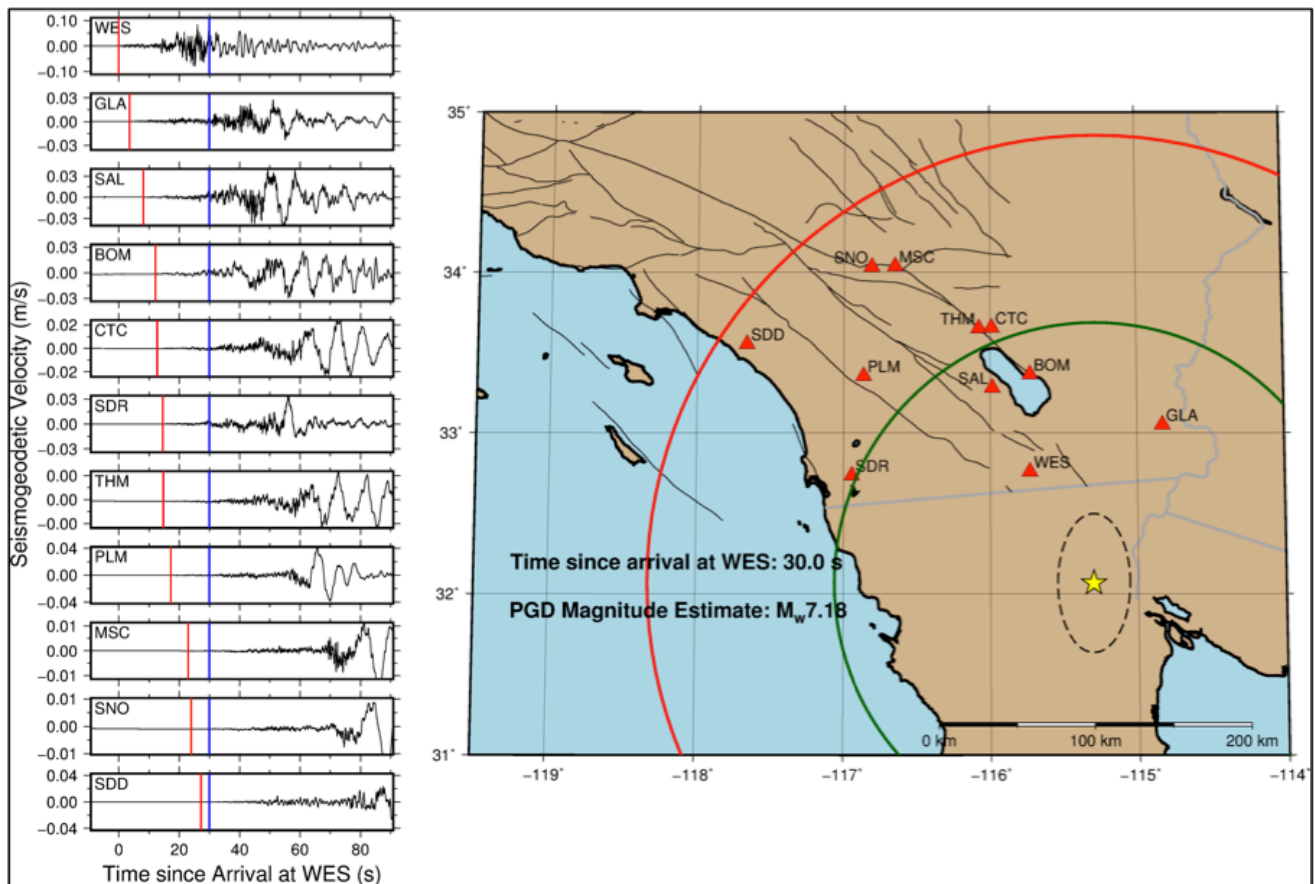 Seismogeodetic Velocity (m/s)
WES
0.10
0.00
−0.10
GLA
0.03
0.00
−0.03
SAL
0.03
0.00
−0.03
BOM
0.03
0.00
−0.03
CTC
0.02
0.00
−0.02
SDR
0.03
0.00
−0.03
THM
0.00
0.00
−0.00
PLM
0.04
0.00
−0.04
MSC
0.01
0.00
−0.01
SNO
0.01
0.00
−0.01
SDD
0.04
0.00
−0.04
0 20 40 60 80
Time since Arrival at WES (s)
35°
34°
33°
32°
31°
SNO MSC
THM CTC
SDD
PLM
SAL BOM
GLA
SDR
WES
Time since arrival at WES: 30.0 s
PGD Magnitude Estimate: Mw7.18
0 km 100 km 200 km
−119° −118° −117° −116° −115° −114°